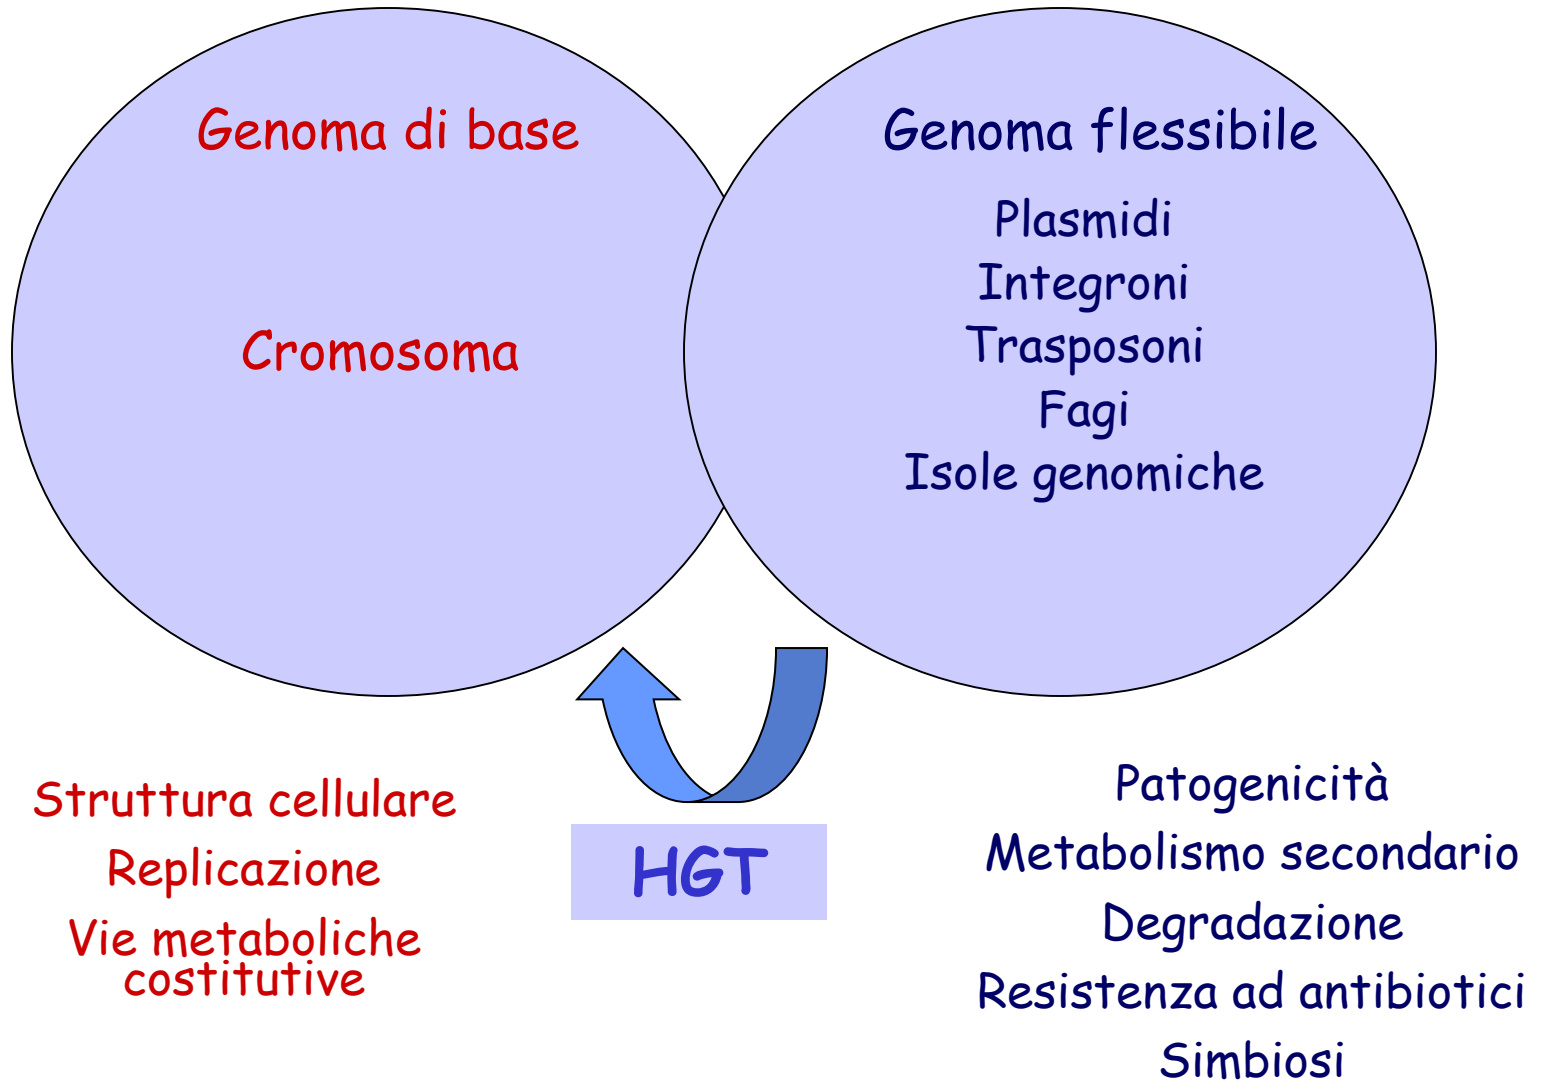 Genoma di base
Cromosoma
Genoma flessibile
Plasmidi
Integroni
Trasposoni
Fagi
Isole genomiche
Struttura cellulare
Replicazione
Vie metaboliche
costitutive
HGT
Patogenicità
Metabolismo secondario
Degradazione
Resistenza ad antibiotici
Simbiosi